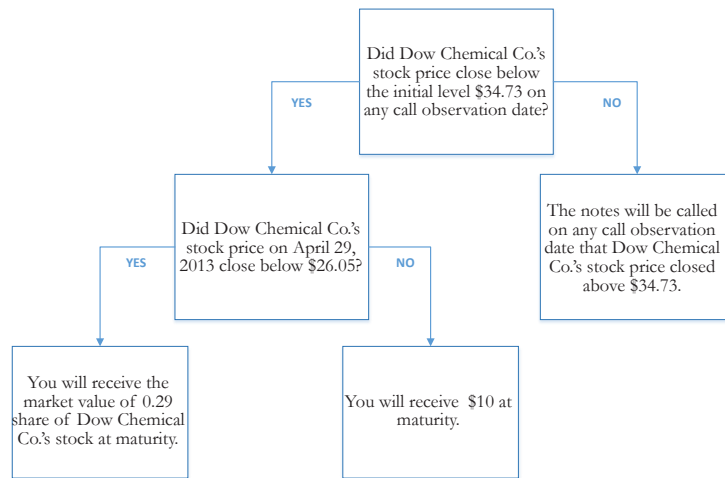 Did Dow Chemical Co.'s
stock price close below
the initial level $34.73 on
any call observation date?
YES
NO
Did Dow Chemical Co.'s
stock price on April 29,
2013 close below $26.05?
The notes will be called
on any call observation
date that Dow Chemical
Co.'s stock price closed
above $34.73.
YES
NO
You will receive the
market value of 0.29
share of Dow Chemical
Co.'s stock at maturity.
You will receive $10 at
maturity.